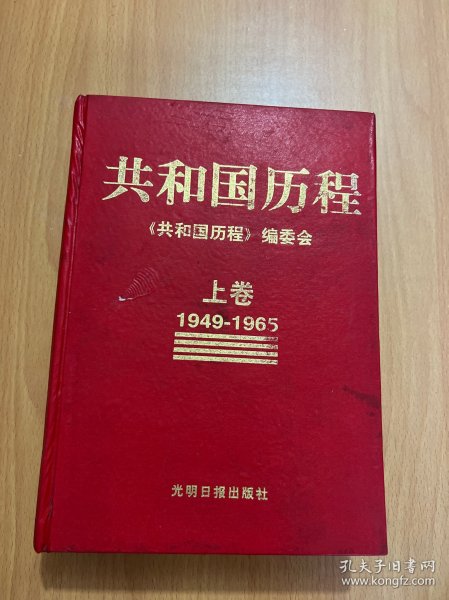 共和国历程
《共和国历程》编委会
上卷
1949-1965
光明日报出版社
孔夫子旧书网
www.kongfz.com